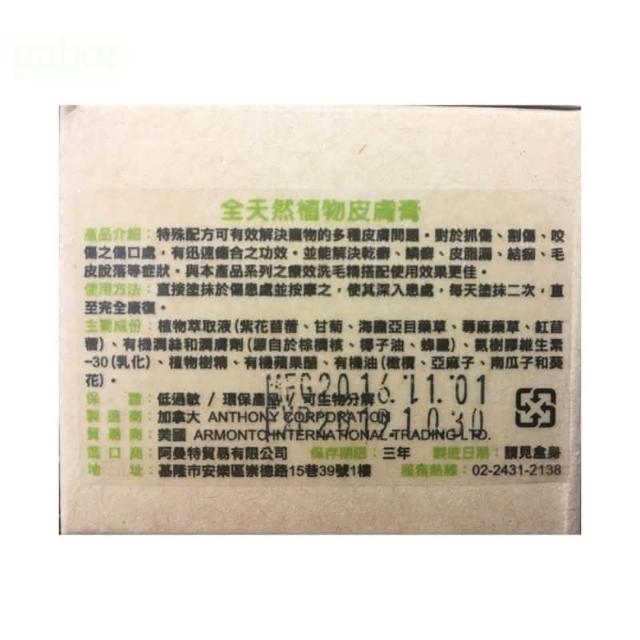 gabor
全天然植物皮膚膏
產品介紹：特殊配方可有效解決寵物的多種皮膚問題。對於抓傷、割傷、咬
傷之傷口處，有迅速癒合之功效。並能解決乾癬、鱗癬、皮脂漏、結痂、毛
皮脫落等症狀。與本產品系列之療效洗毛精搭配使用效果更佳。
使用方法：直接塗抹於傷患處並按摩之，使其深入患處，每天塗抹二次，直
至完全康復。
主要成份：植物萃取液(紫花苜蓿、甘菊、海露亞目藥草、蕁麻藥草、紅苜
蓿)、有機潤絲和潤膚劑(源自於棕櫚核、椰子油、蜂蠟)、氨樹膠維生素
-30(乳化)、植物樹精、有機蘋果醋、有機油(橄欖、亞麻子、南瓜子和葵
花)。
MFG2016.11.01
保證：低過敏 / 環保產品 / 可生物分解
EXP2019.10.30
製造商：加拿大 ANTHONY CORPORATION
貿易商：美國 ARMONTO INTERNATIONAL TRADING LTD.
進口商：阿曼特貿易有限公司 保存期限：三年 製造日期：請見盒身
地址：基隆市安樂區崇德路15巷39號1樓 服務熱線：02-2431-2138